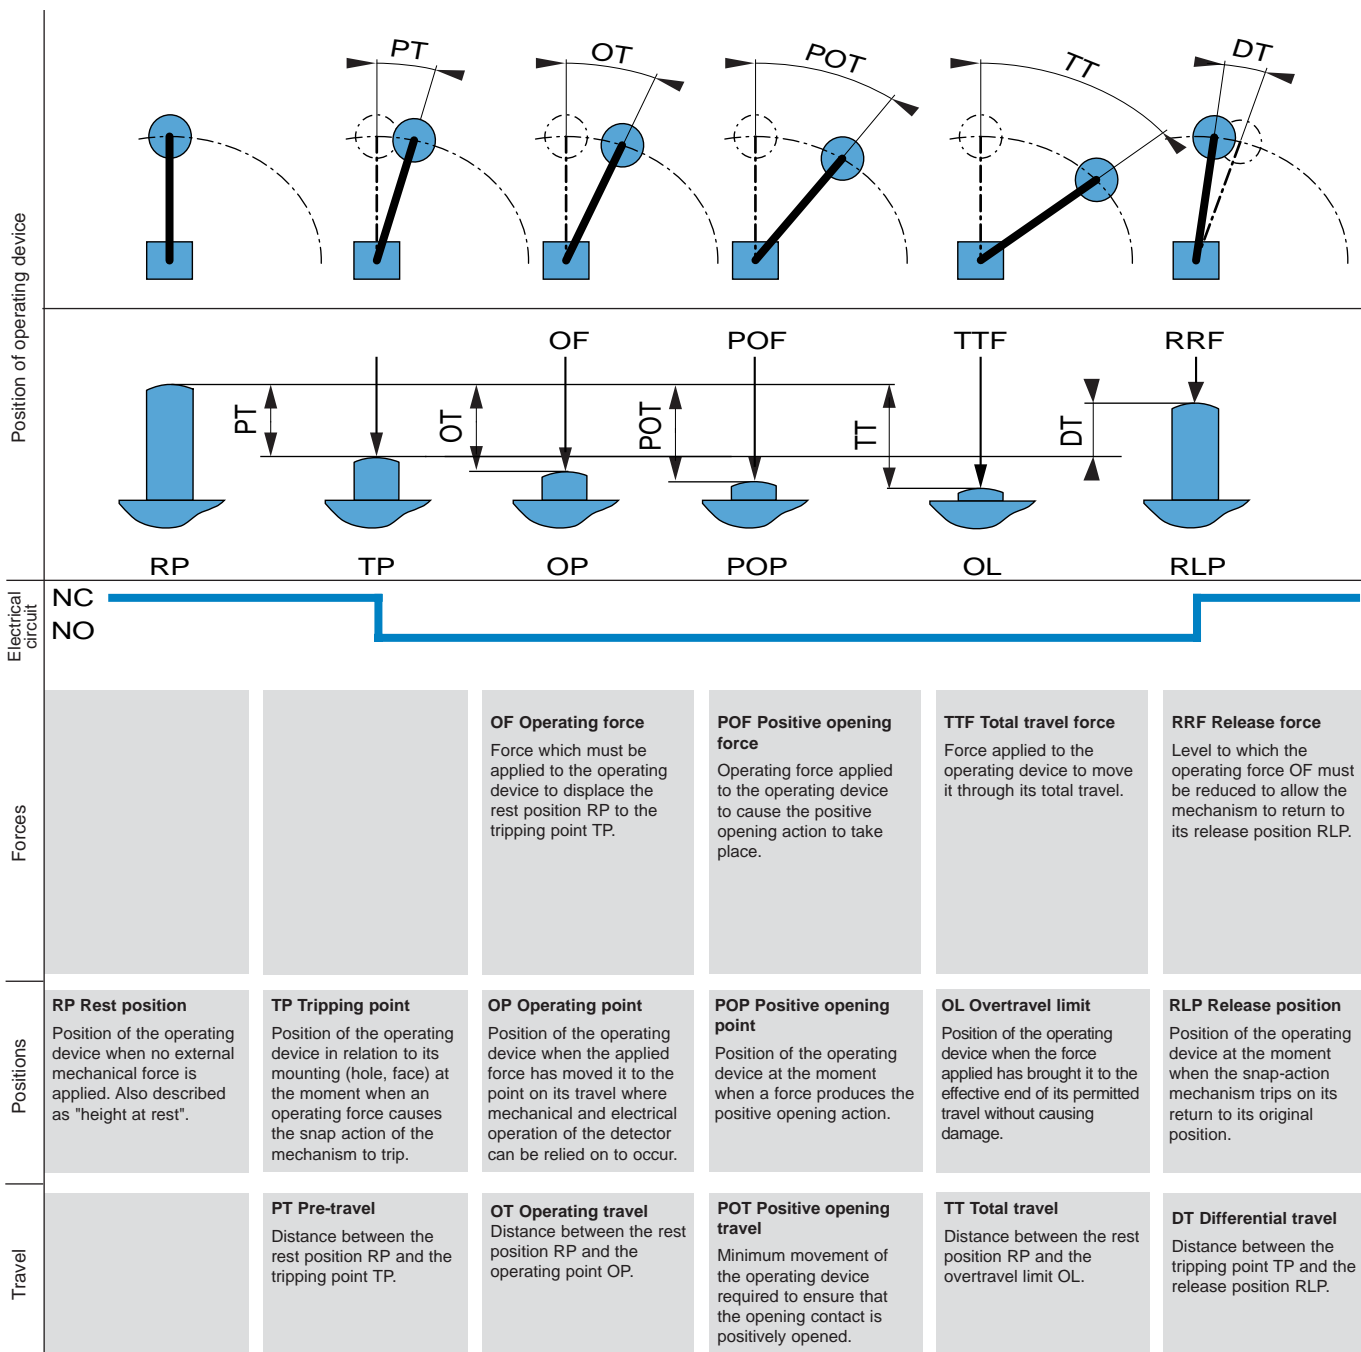 PT
OT
POT
TT
DT
Position of operating device
OF
POF
TTF
RRF
PT
OT
POT
TT
DT
RP
TP
OP
POP
OL
RLP
Electrical
circuit
NC
NO
Forces
OF Operating force
Force which must be
applied to the operating
device to displace the
rest position RP to the
tripping point TP.
POF Positive opening
force
Operating force applied
to the operating device
to cause the positive
opening action to take
place.
TTF Total travel force
Force applied to the
operating device to move
it through its total travel.
RRF Release force
Level to which the
operating force OF must
be reduced to allow the
mechanism to return to
its release position RLP.
Positions
RP Rest position
Position of the operating
device when no external
mechanical force is
applied. Also described
as "height at rest".
TP Tripping point
Position of the operating
device in relation to its
mounting (hole, face) at
the moment when an
operating force causes
the snap action of the
mechanism to trip.
OP Operating point
Position of the operating
device when the applied
force has moved it to the
point on its travel where
mechanical and electrical
operation of the detector
can be relied on to occur.
POP Positive opening
point
Position of the operating
device at the moment
when a force produces the
positive opening action.
OL Overtravel limit
Position of the operating
device when the force
applied has brought it to the
effective end of its permitted
travel without causing
damage.
RLP Release position
Position of the operating
device at the moment
when the snap-action
mechanism trips on its
return to its original
position.
Travel
PT Pre-travel
Distance between the
rest position RP and the
tripping point TP.
OT Operating travel
Distance between the rest
position RP and the
operating point OP.
POT Positive opening
travel
Minimum movement of
the operating device
required to ensure that
the opening contact is
positively opened.
TT Total travel
Distance between the rest
position RP and the
overtravel limit OL.
DT Differential travel
Distance between the
tripping point TP and the
release position RLP.